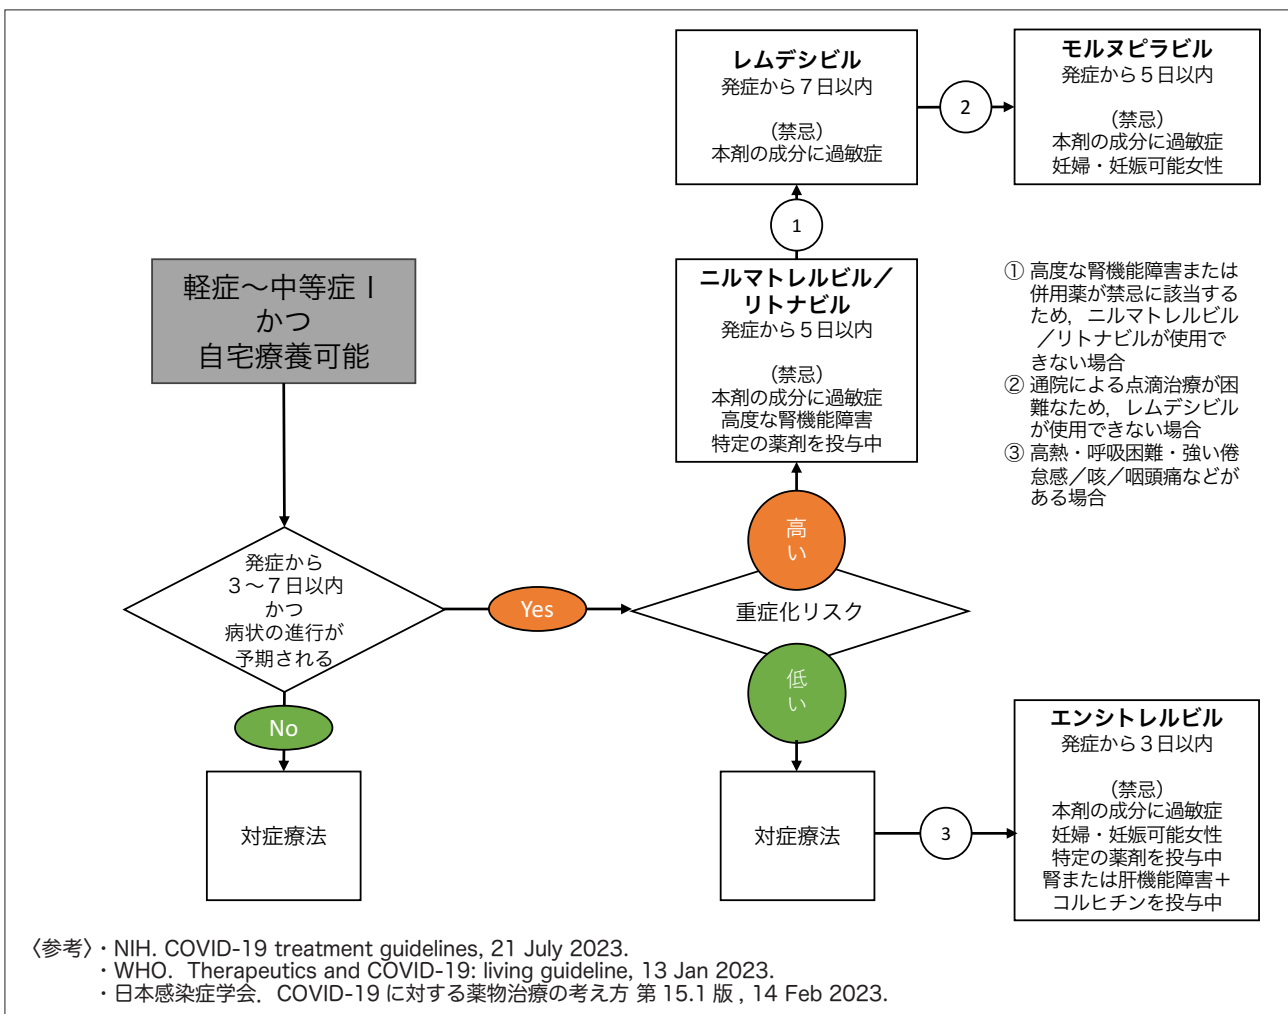 レムデシビル
発症から７日以内
（禁忌）
本剤の成分に過敏症
2
モルヌピラビル
発症から５日以内
（禁忌）
本剤の成分に過敏症
妊婦・妊娠可能女性
1
軽症～中等症Ⅰ
かつ
自宅療養可能
ニルマトレルビル／
リトナビル
発症から５日以内
（禁忌）
本剤の成分に過敏症
高度な腎機能障害
特定の薬剤を投与中
① 高度な腎機能障害または
併用薬が禁忌に該当する
ため，ニルマトレルビル
／リトナビルが使用で
きない場合
② 通院による点滴治療が困
難なため，レムデシビル
が使用できない場合
③ 高熱・呼吸困難・強い倦
怠感／咳／咽頭痛などが
ある場合
高
い
発症から
３～７日以内
かつ
病状の進行が
予期される
Yes
重症化リスク
低
い
No
対症療法
対症療法
3
エンシトレルビル
発症から３日以内
（禁忌）
本剤の成分に過敏症
妊婦・妊娠可能女性
特定の薬剤を投与中
腎または肝機能障害＋
コルヒチンを投与中
〈参考〉・NIH. COVID-19 treatment guidelines, 21 July 2023.
・WHO. Therapeutics and COVID-19: living guideline, 13 Jan 2023.
・日本感染症学会．COVID-19 に対する薬物治療の考え方 第 15.1 版 , 14 Feb 2023.